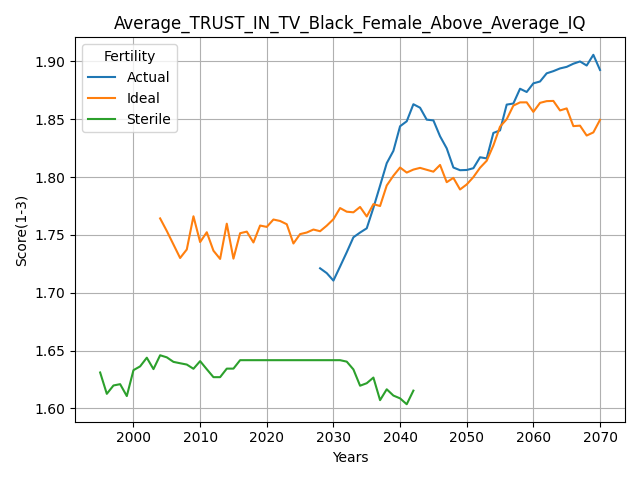 Average_TRUST_IN_TV_Black_Female_Above_Average_IQ
Fertility
Actual
Ideal
Sterile
Score(1-3)
1.90
1.85
1.80
1.75
1.70
1.65
1.60
2000 2010 2020 2030 2040 2050 2060 2070
Years